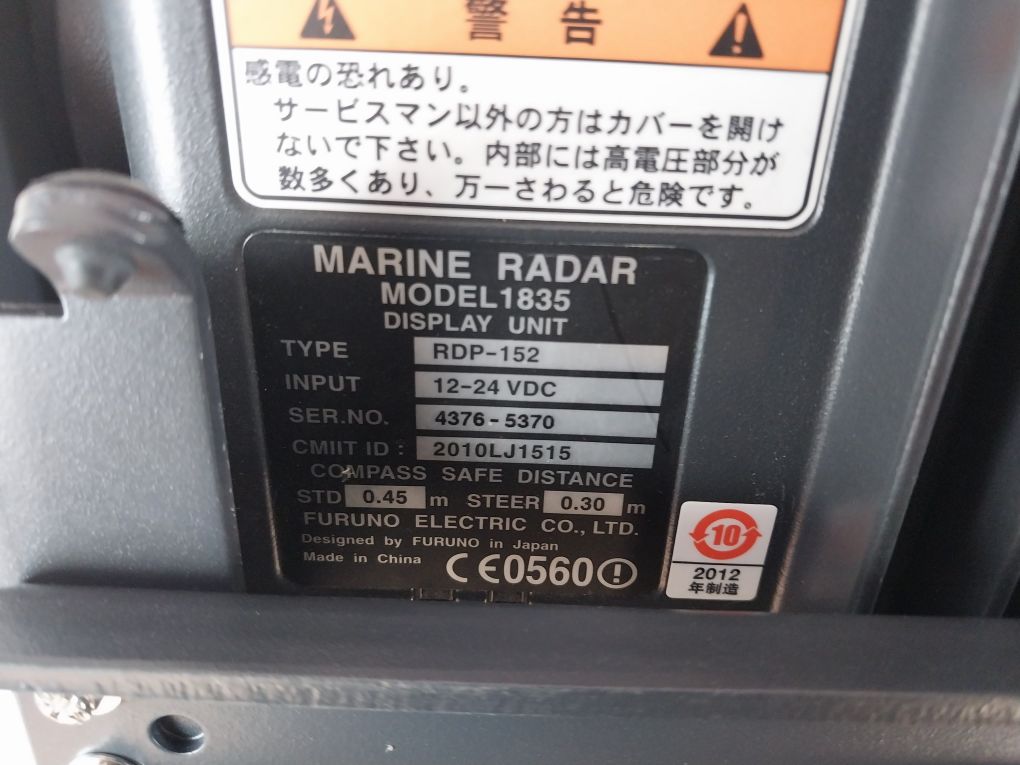 警告
感電の恐れあり。
サービスマン以外の方はカバーを開け
ないで下さい。内部には高電圧部分が
数多くあり、万一さわると危険です。
MARINE RADAR
MODEL1835
DISPLAY UNIT
TYPE RDP-152
INPUT 12-24 VDC
SER.NO. 4376-5370
CMIIT ID: 2010LJ1515
COMPASS SAFE DISTANCE
STD 0.45 m STEER 0.30 m
FURUNO ELECTRIC CO., LTD.
Designed by FURUNO in Japan
Made in China
CE0560
10
2012
年制造